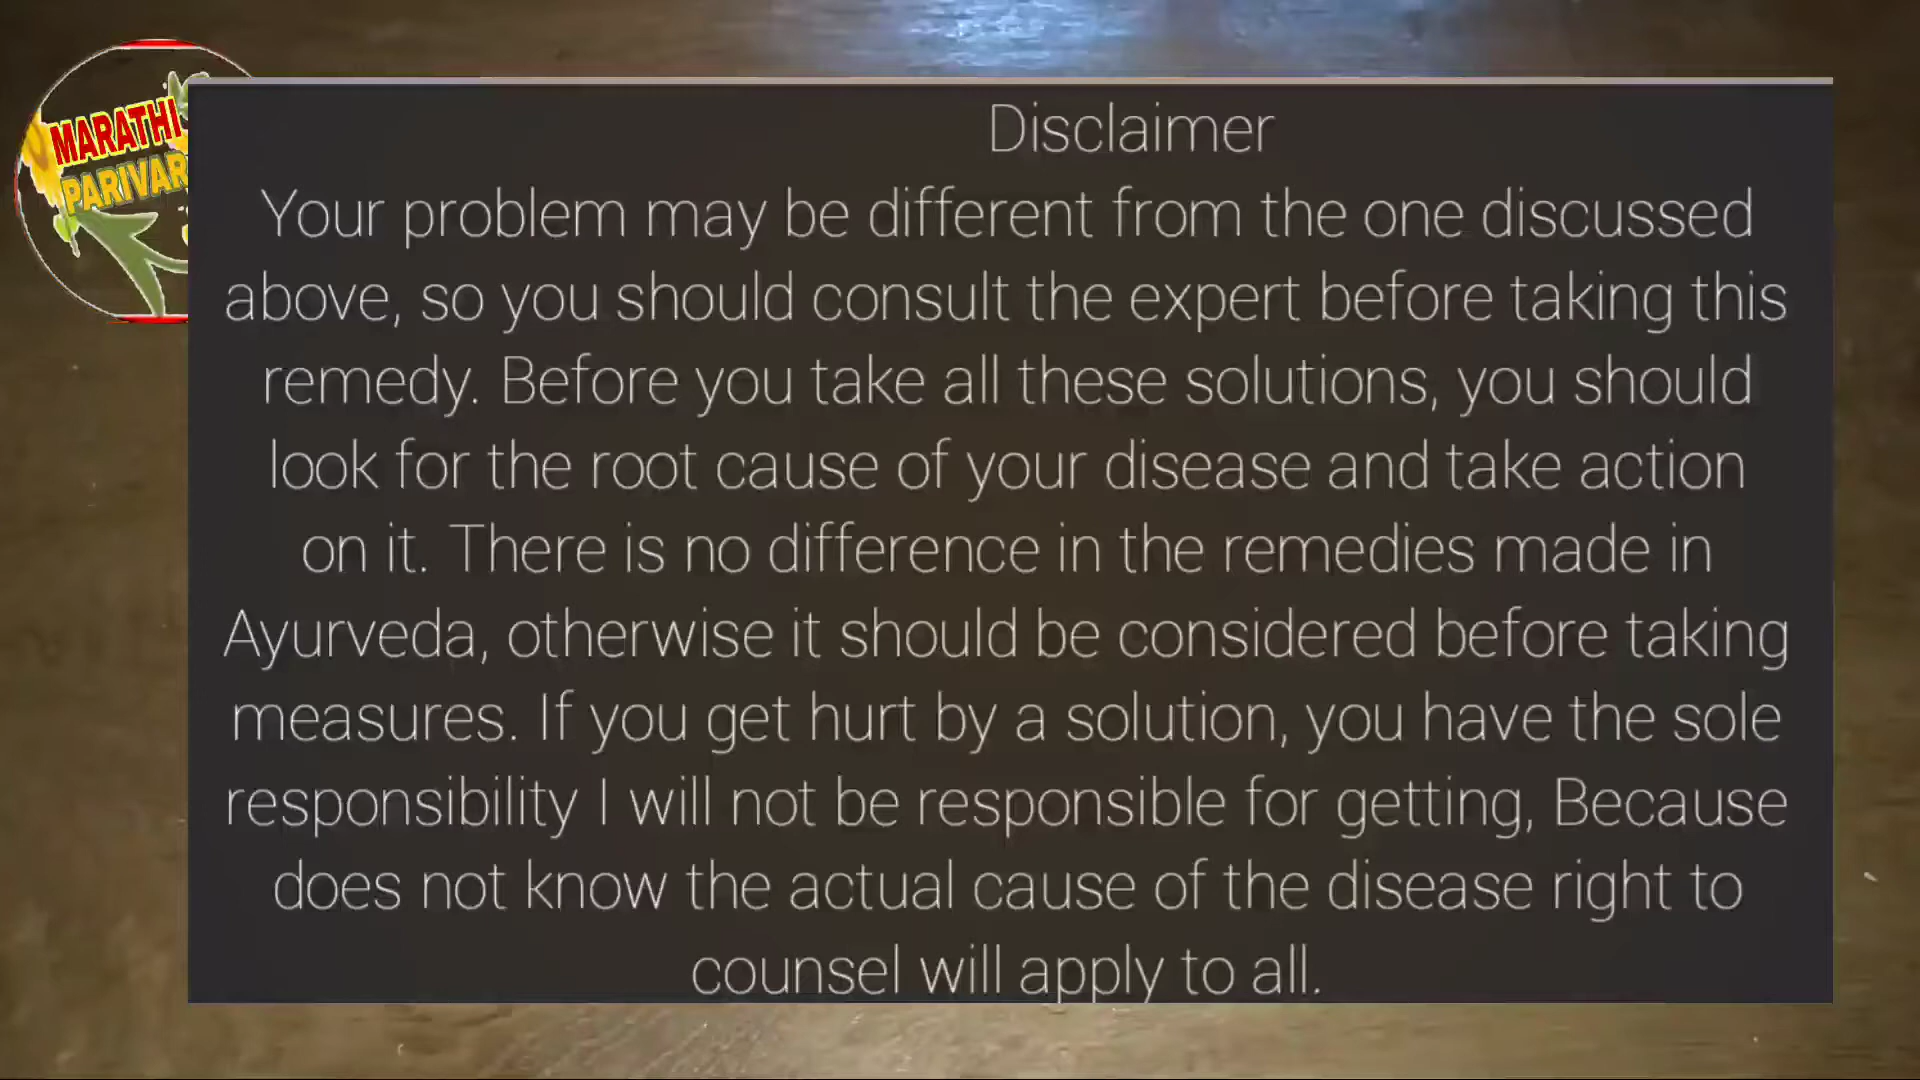 MARATHI
PARIVAR
Disclaimer
Your problem may be different from the one discussed
above, so you should consult the expert before taking this
remedy. Before you take all these solutions, you should
look for the root cause of your disease and take action
on it. There is no difference in the remedies made in
Ayurveda, otherwise it should be considered before taking
measures. If you get hurt by a solution, you have the sole
responsibility I will not be responsible for getting, Because
does not know the actual cause of the disease right to
counsel will apply to all.